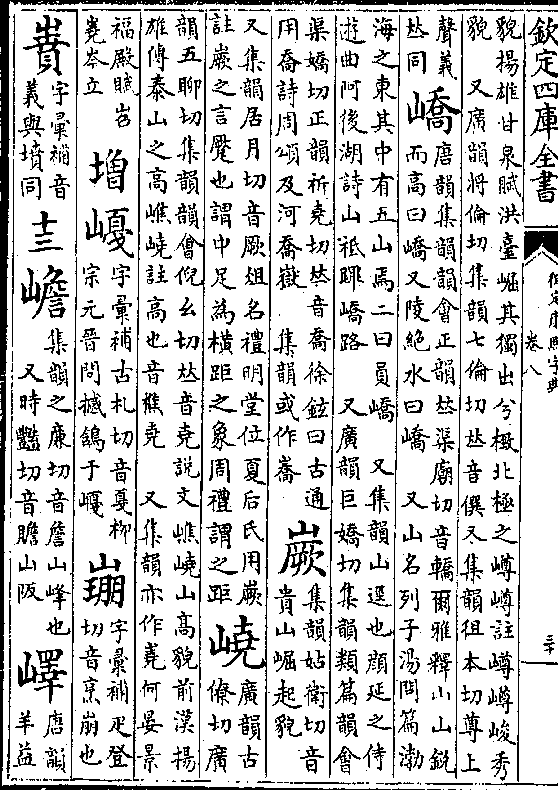 欽定四庫全書
御定康熙字典
卷八
三十
貌揚雄甘泉賦洪臺崛其獨出兮㨖北極之嶟嶟註嶟嶟峻秀
貌　又廣韻將倫切集韻七倫切𠀤音僎又集韻徂本切尊上
聲義
𠀤同
嶠
唐韻集韻韻會正韻𠀤渠廟切音轎爾雅釋山山銳
而高曰嶠又陵絕水曰嶠　又山名列子湯問篇渤
海之東其中有五山焉二曰員嶠　又集韻山逕也顏延之侍
遊曲阿後湖詩山祗蹕嶠路　又廣韻巨嬌切集韻類篇韻會
渠嬌切正韻祈堯切𠀤音喬徐鉉曰古通
用喬詩周頌及河喬嶽　集韻或作㠐
嶡
集韻姑衛切音
貴山崛起貌
又集韻居月切音厥俎名禮明堂位夏后氏用嶡
註嶡之言蹷也謂中足為橫距之象周禮謂之距
嶢
廣韻古
僚切廣
韻五聊切集韻韻會倪幺切𠀤音堯說文嶕嶢山高貌前漢揚
雄傳泰山之高嶕嶢註高也音樵堯　又集韻亦作嶤何晏景
福殿賦岧
嶤岑立
增
字彙補古札切音戛柳
宗元晉問摵鷁于
字彙補疋登
切音烹崩也
字彙補音
義與墳同
十三
嶦
集韻之廉切音詹山峰也
又時豔切音贍山阪
嶧
唐韻
羊益